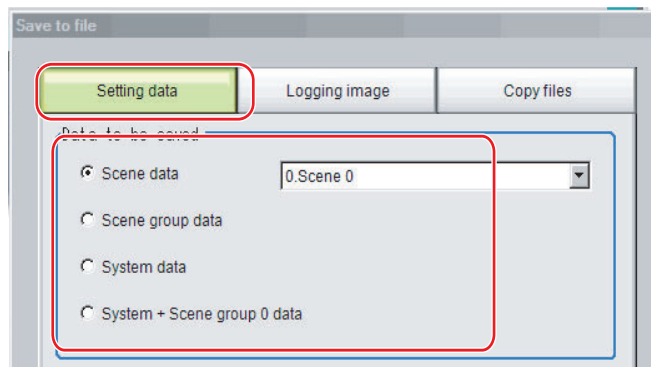 Save to file
Setting data
Logging image
Copy files
Data to be saved
Scene data
0.Scene 0
Scene group data
System data
System + Scene group 0 data